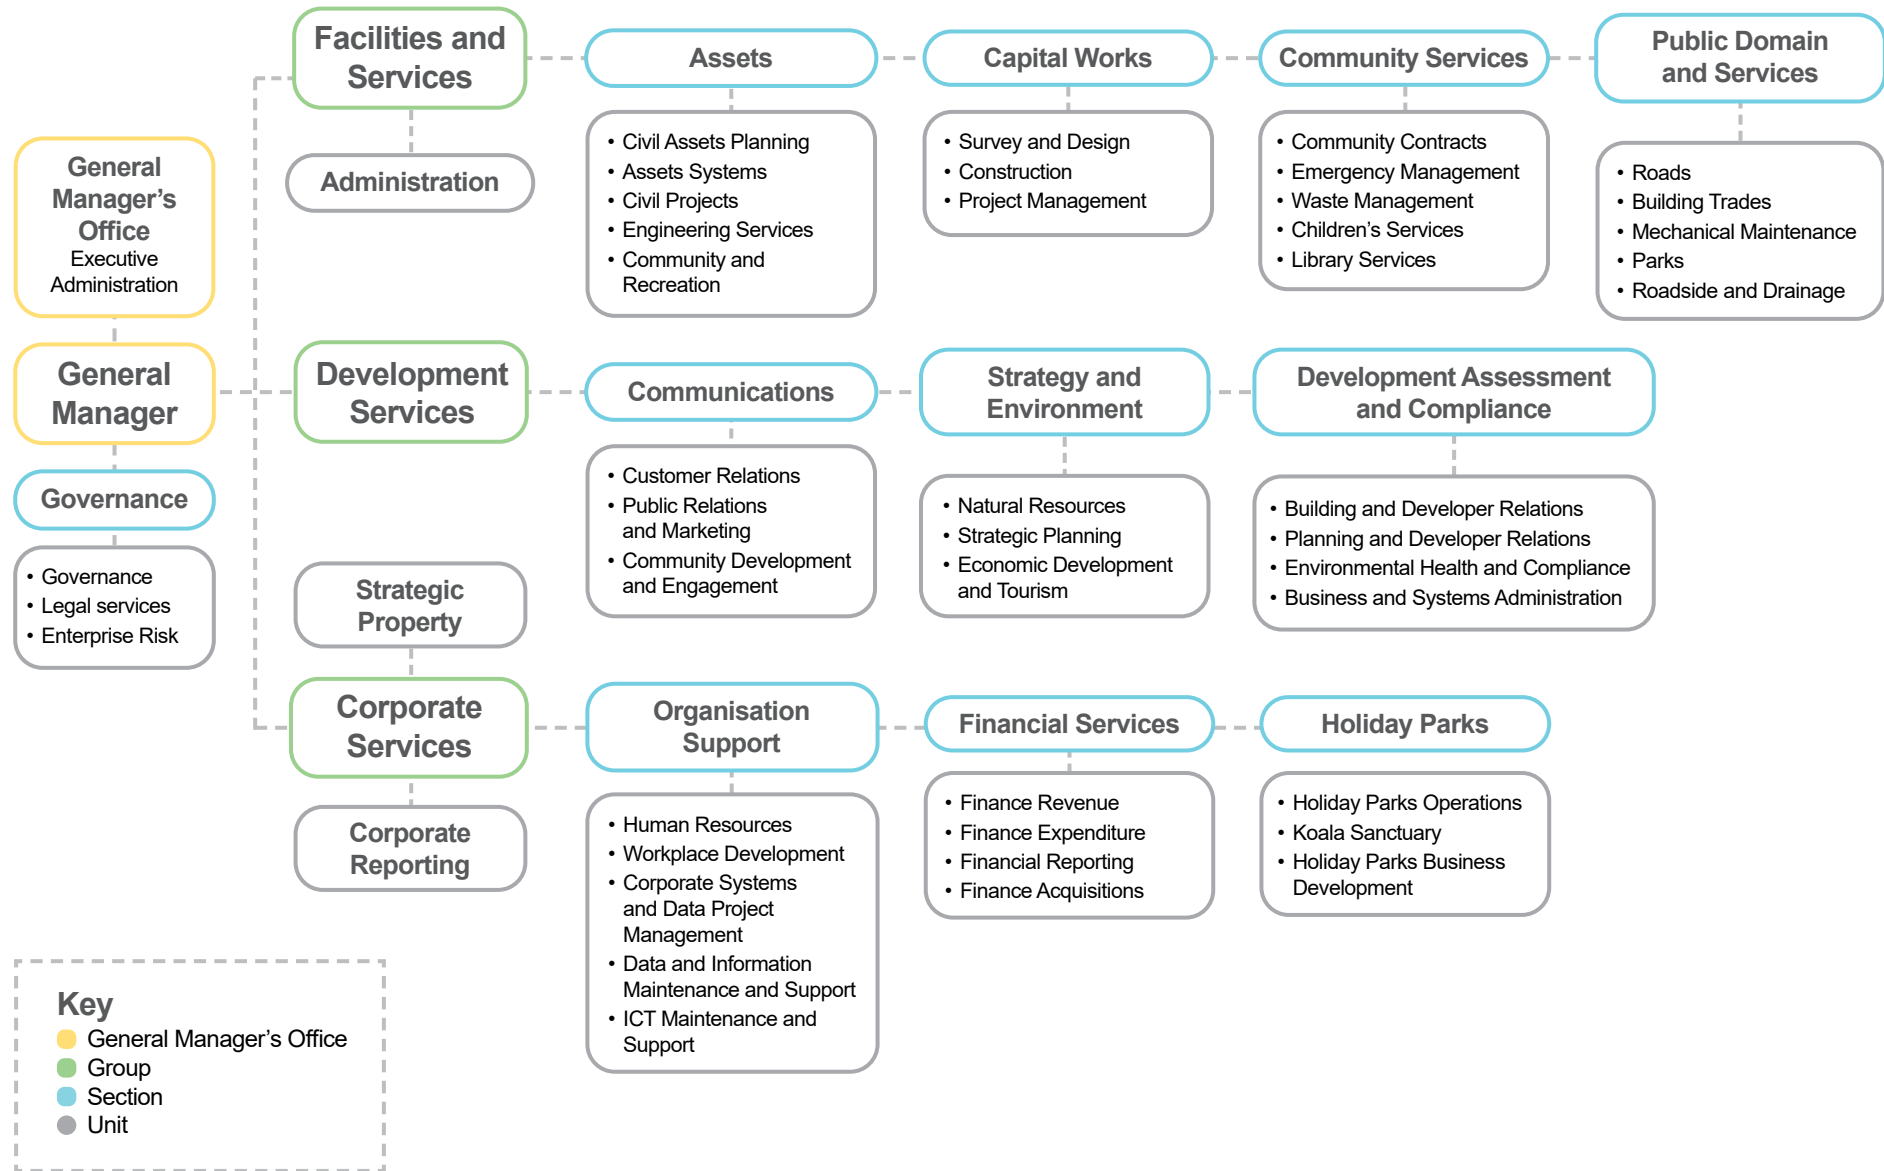 Facilities and
Services
Assets
Capital Works
Community Services
Public Domain
and Services
Administration
• Civil Assets Planning
• Assets Systems
• Civil Projects
• Engineering Services
• Community and
Recreation
• Survey and Design
• Construction
• Project Management
• Community Contracts
• Emergency Management
• Waste Management
• Children’s Services
• Library Services
• Roads
• Building Trades
• Mechanical Maintenance
• Parks
• Roadside and Drainage
General
Manager’s
Office
Executive
Administration
General
Manager
Governance
• Governance
• Legal services
• Enterprise Risk
Development
Services
Communications
Strategy and
Environment
Development Assessment
and Compliance
• Customer Relations
• Public Relations
and Marketing
• Community Development
and Engagement
• Natural Resources
• Strategic Planning
• Economic Development
and Tourism
• Building and Developer Relations
• Planning and Developer Relations
• Environmental Health and Compliance
• Business and Systems Administration
Strategic
Property
Corporate
Services
Corporate
Reporting
Organisation
Support
Financial Services
Holiday Parks
• Human Resources
• Workplace Development
• Corporate Systems
and Data Project
Management
• Data and Information
Maintenance and Support
• ICT Maintenance and
Support
• Finance Revenue
• Finance Expenditure
• Financial Reporting
• Finance Acquisitions
• Holiday Parks Operations
• Koala Sanctuary
• Holiday Parks Business
Development
Key
General Manager’s Office
Group
Section
Unit